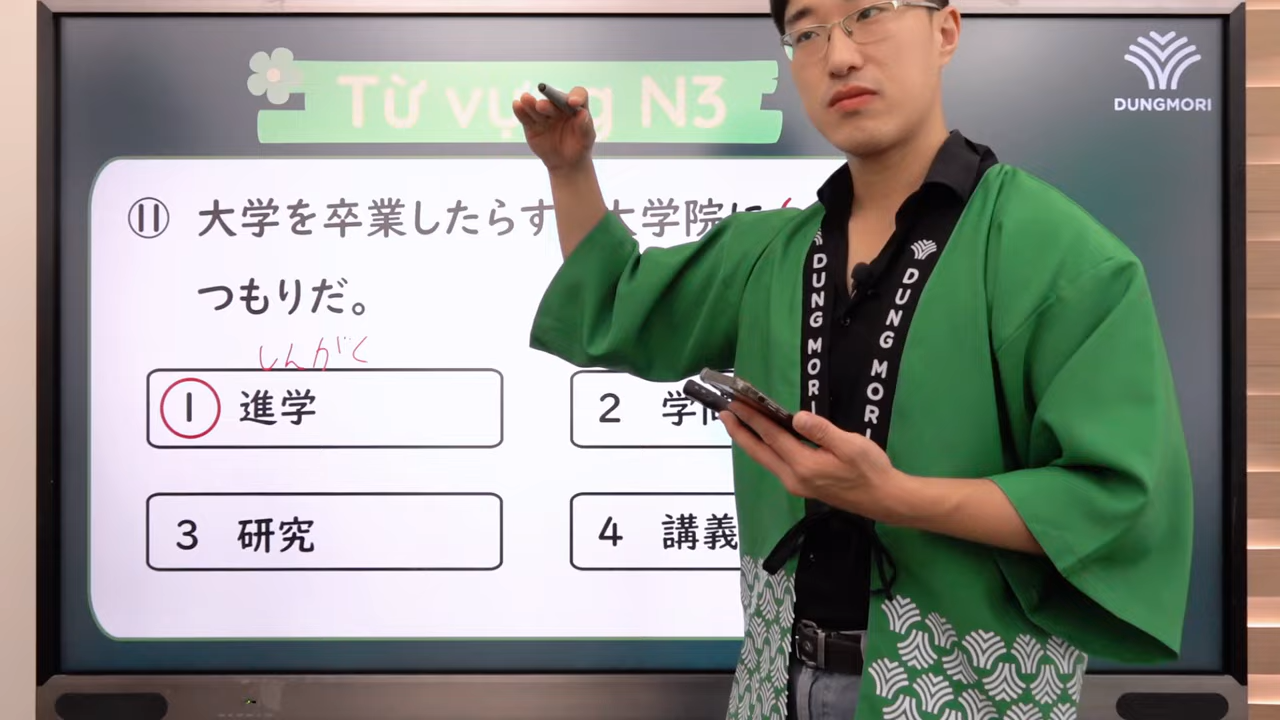 Từ vựng N3
DUNGMORI
⑪ 大学を卒業したらす 大学院に
つもりだ。
しんがく
1 進学
2 学
3 研究
4 講義
DUNG MORI
DUNG MORI